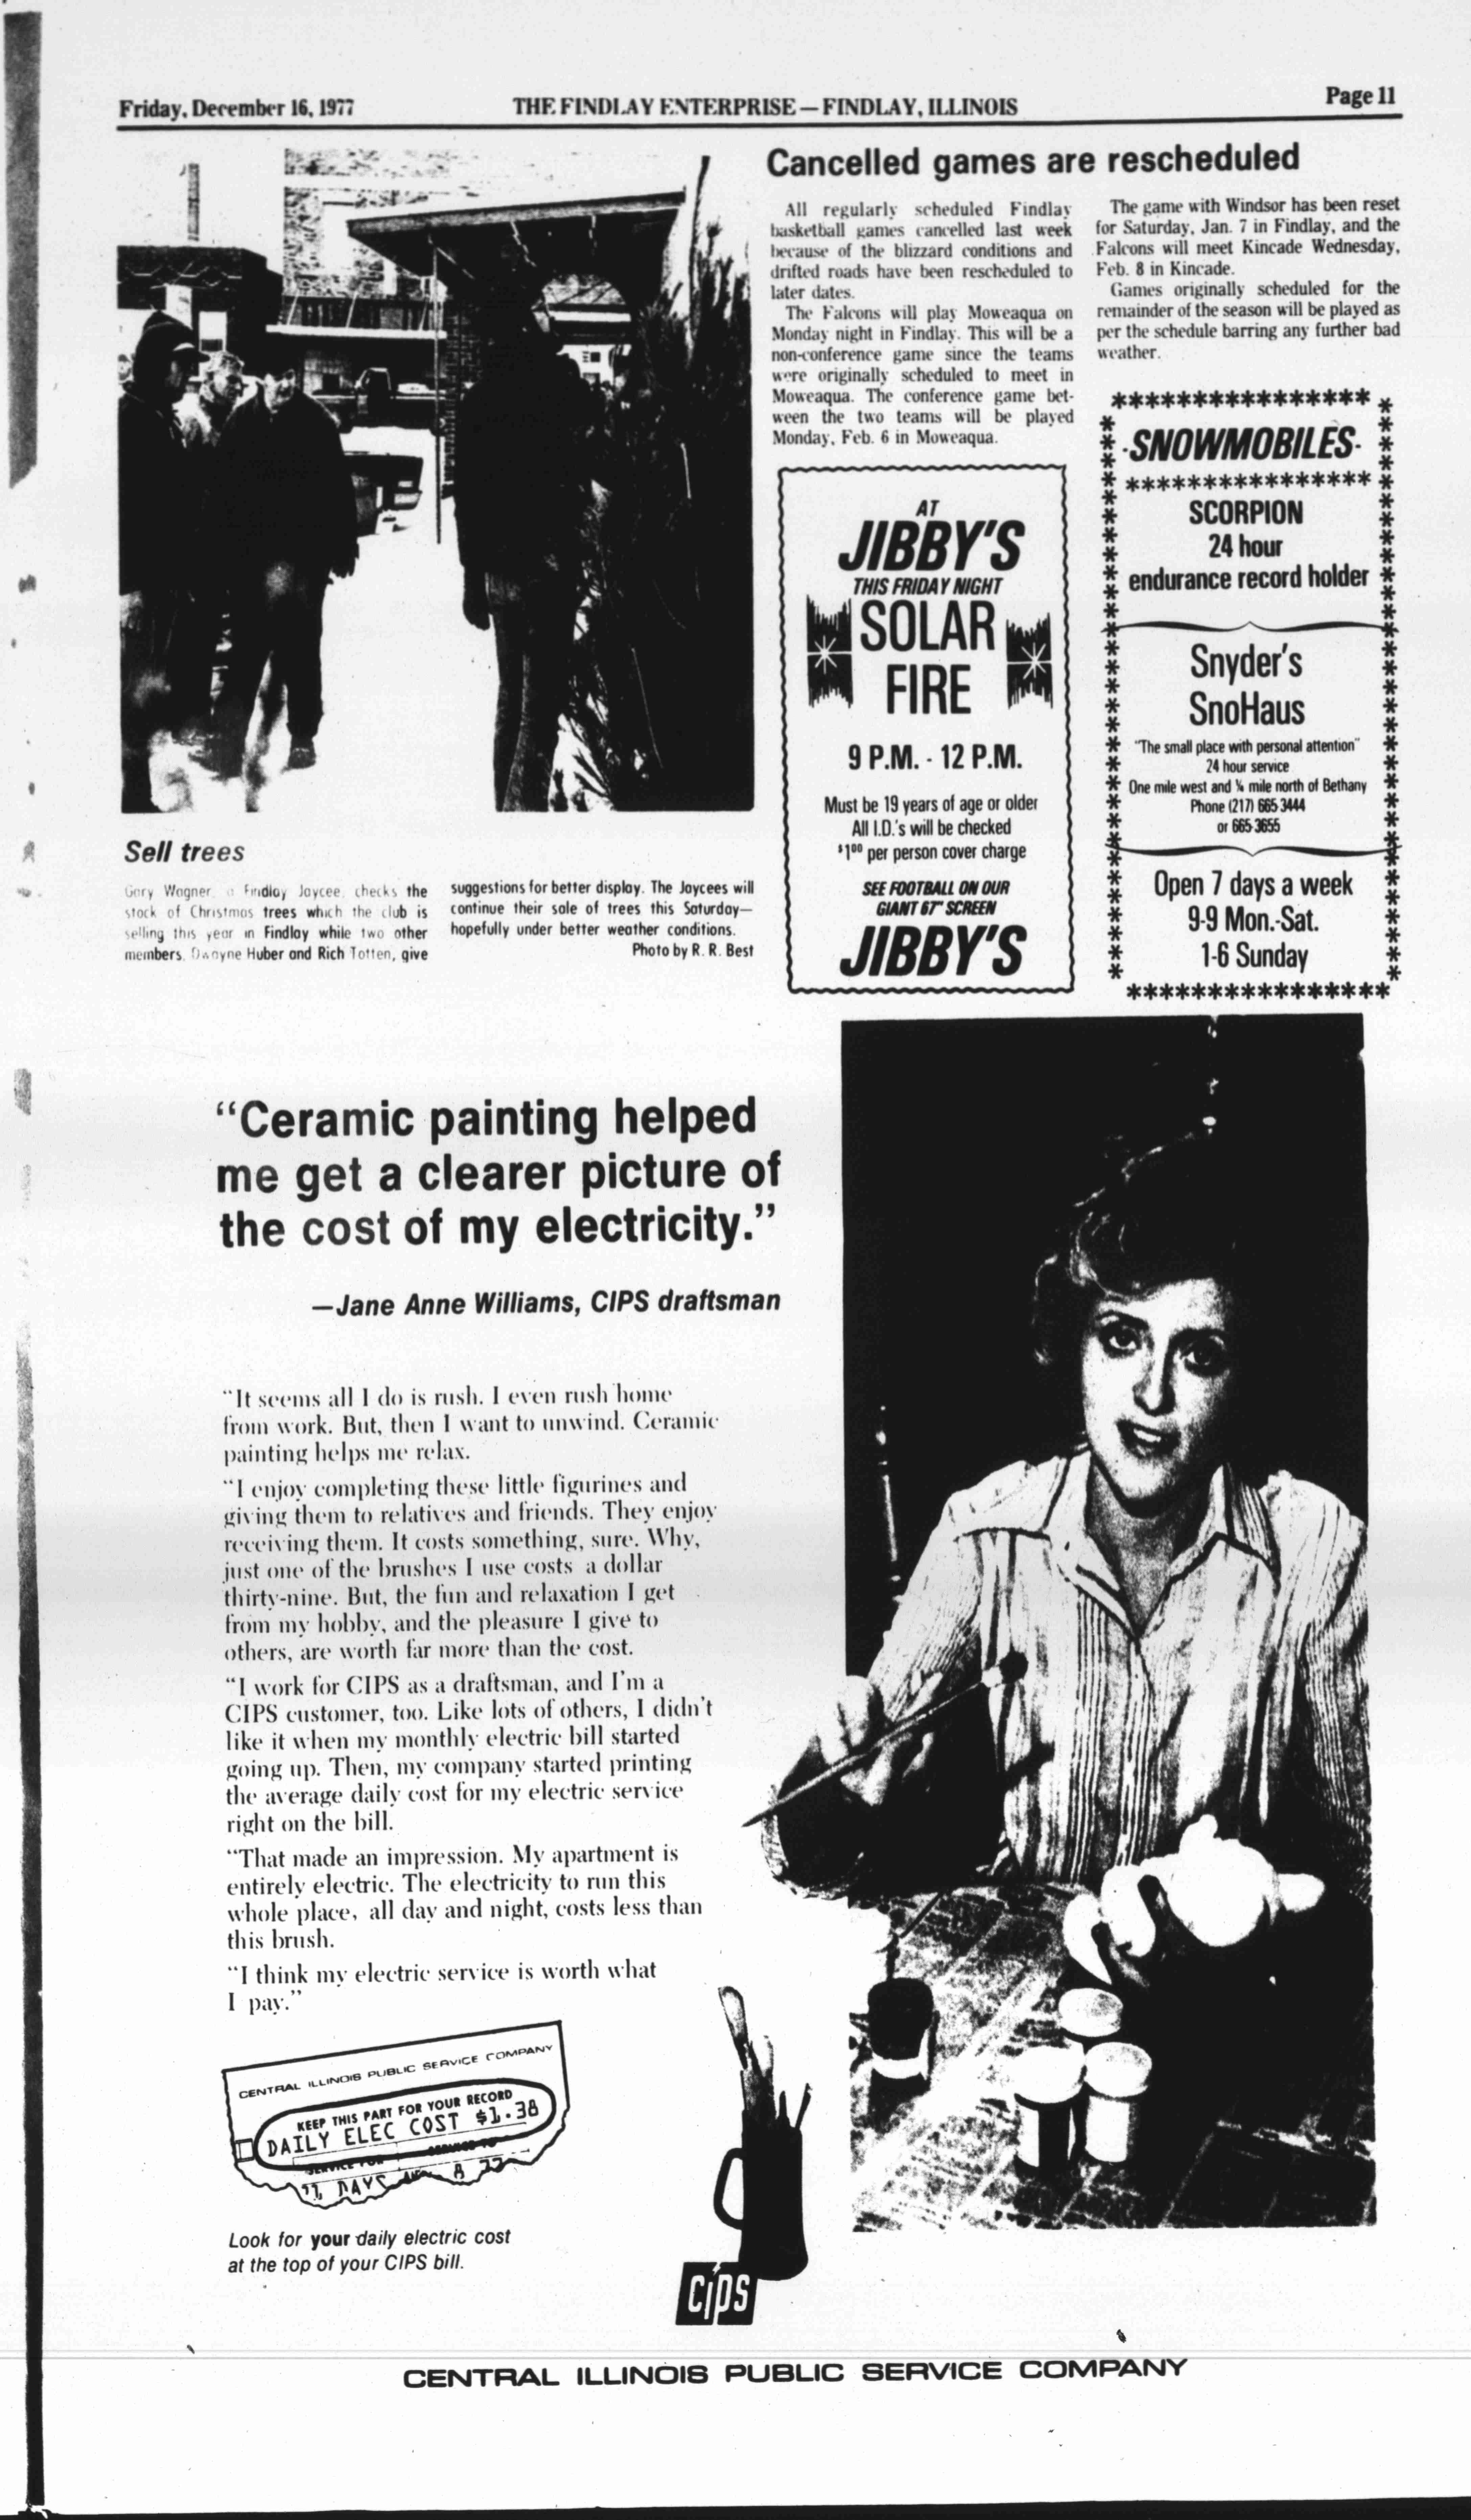 Friday, December 16, 1977
THE FINDLAY ENTERPRISE — FINDLAY, ILLINOIS
Page 11
Sell trees
Gary Wagner, a Findlay Jaycee, checks the
stock of Christmas trees which the club is
selling this year in Findlay while two other
members, Dwayne Huber and Rich Totten, give
suggestions for better display. The Jaycees will
continue their sale of trees this Saturday—
hopefully under better weather conditions.
Photo by R. R. Best
Cancelled games are rescheduled
All regularly scheduled Findlay
basketball games cancelled last week
because of the blizzard conditions and
drifted roads have been rescheduled to
later dates.
The Falcons will play Moweaqua on
Monday night in Findlay. This will be a
non-conference game since the teams
were originally scheduled to meet in
Moweaqua. The conference game bet-
ween the two teams will be played
Monday, Feb. 6 in Moweaqua.
The game with Windsor has been reset
for Saturday, Jan. 7 in Findlay, and the
Falcons will meet Kincade Wednesday,
Feb. 8 in Kincade.
Games originally scheduled for the
remainder of the season will be played as
per the schedule barring any further bad
weather.
AT
JIBBY'S
THIS FRIDAY NIGHT
SOLAR
FIRE
9 P.M. - 12 P.M.
Must be 19 years of age or older
All I.D.'s will be checked
$1.00 per person cover charge
SEE FOOTBALL ON OUR
GIANT 67" SCREEN
JIBBY'S
-SNOWMOBILES-
SCORPION
24 hour
endurance record holder
Snyder's
SnoHaus
"The small place with personal attention"
24 hour service
One mile west and ¼ mile north of Bethany
Phone (217) 665 3444
or 665 3655
Open 7 days a week
9-9 Mon.-Sat.
1-6 Sunday
"Ceramic painting helped
me get a clearer picture of
the cost of my electricity."
—Jane Anne Williams, CIPS draftsman
"It seems all I do is rush. I even rush home
from work. But, then I want to unwind. Ceramic
painting helps me relax.
"I enjoy completing these little figurines and
giving them to relatives and friends. They enjoy
receiving them. It costs something, sure. Why,
just one of the brushes I use costs a dollar
thirty-nine. But, the fun and relaxation I get
from my hobby, and the pleasure I give to
others, are worth far more than the cost.
"I work for CIPS as a draftsman, and I'm a
CIPS customer, too. Like lots of others, I didn't
like it when my monthly electric bill started
going up. Then, my company started printing
the average daily cost for my electric service
right on the bill.
"That made an impression. My apartment is
entirely electric. The electricity to run this
whole place, all day and night, costs less than
this brush.
"I think my electric service is worth what
I pay."
CENTRAL ILLINOIS PUBLIC SERVICE COMPANY
KEEP THIS PART FOR YOUR RECORD
DAILY ELEC COST $1.38
DAYS
Look for your daily electric cost
at the top of your CIPS bill.
CIPS
CENTRAL ILLINOIS PUBLIC SERVICE COMPANY